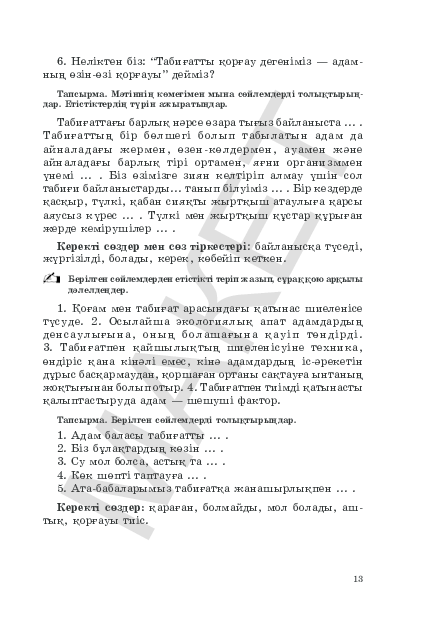 6. Неліктен біз: “Табиғатты қорғау дегеніміз — адам-
ның өзін-өзі қорғауы” дейміз?
Тапсырма. Мәтіннің көмегімен мына сөйлемдерді толықтырың-
дар. Етістіктердің түрін ажыратыңдар.
Табиғаттағы барлық нәрсе өзара тығыз байланыста ... .
Табиғаттың бір бөлшегі болып табылатын адам да
айналадағы жермен, өзен-көлдермен, ауамен және
айналадағы барлық тірі ортамен, яғни организммен
үнемі ... . Біз өзімізге зиян келтіріп алмау үшін сол
табиғи байланыстарды... танып білуіміз ... . Бір кездерде
қасқыр, түлкі, қабан сияқты жыртқыш атаулыға қарсы
аяусыз күрес ... . Түлкі мен жыртқыш құстар құрыған
жерде кемірушілер ... .
Керекті сөздер мен сөз тіркестері: байланысқа түседі,
жүргізілді, болады, керек, көбейіп кеткен.
Берілген сөйлемдерден етістікті теріп жазып, сұрақ қою арқылы
дәлелдеңдер.
1. Қоғам мен табиғат арасындағы қатынас шиеленісе
түсуде. 2. Осылайша экологиялық апат адамдардың
денсаулығына, оның болашағына қауіп төндірді.
3. Табиғатпен қайшылықтың шиеленісуіне техника,
өндіріс қана кінәлі емес, кінә адамдардың іс-әрекетін
дұрыс басқармаудан, қоршаған ортаны сақтауға ынтаның
жоқтығынан болып отыр. 4. Табиғатпен тиімді қатынасты
қалыптастыруда адам — шешуші фактор.
Тапсырма. Берілген сөйлемдерді толықтырыңдар.
1. Адам баласы табиғатты ... .
2. Біз бұлақтардың көзін ... .
3. Су мол болса, астық та ... .
4. Көк шөпті таптауға ... .
5. Ата-бабаларымыз табиғатқа жанашырлықпен ... .
Керекті сөздер: қараған, болмайды, мол болады, аш-
тық, қорғауы тиіс.
13
МАКЕТ